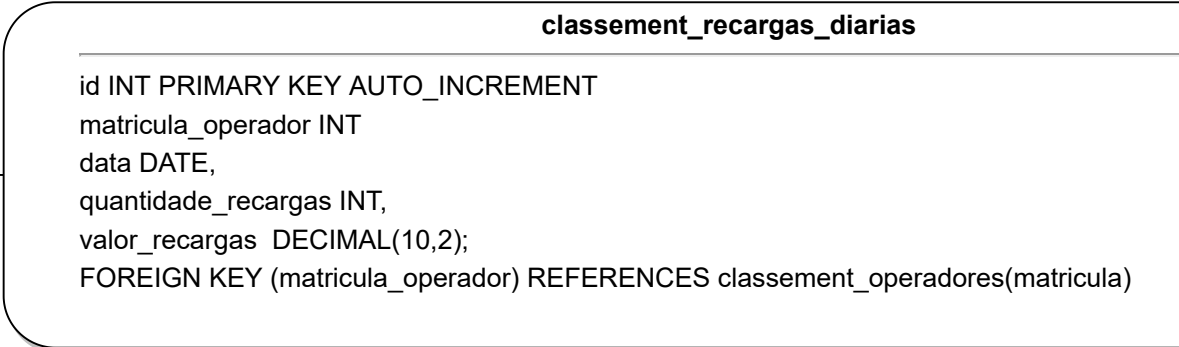 classement_recargas_diarias
id INT PRIMARY KEY AUTO_INCREMENT
matricula_operador INT
data DATE,
quantidade_recargas INT,
valor_recargas  DECIMAL(10,2);
FOREIGN KEY (matricula_operador) REFERENCES classement_operadores(matricula)